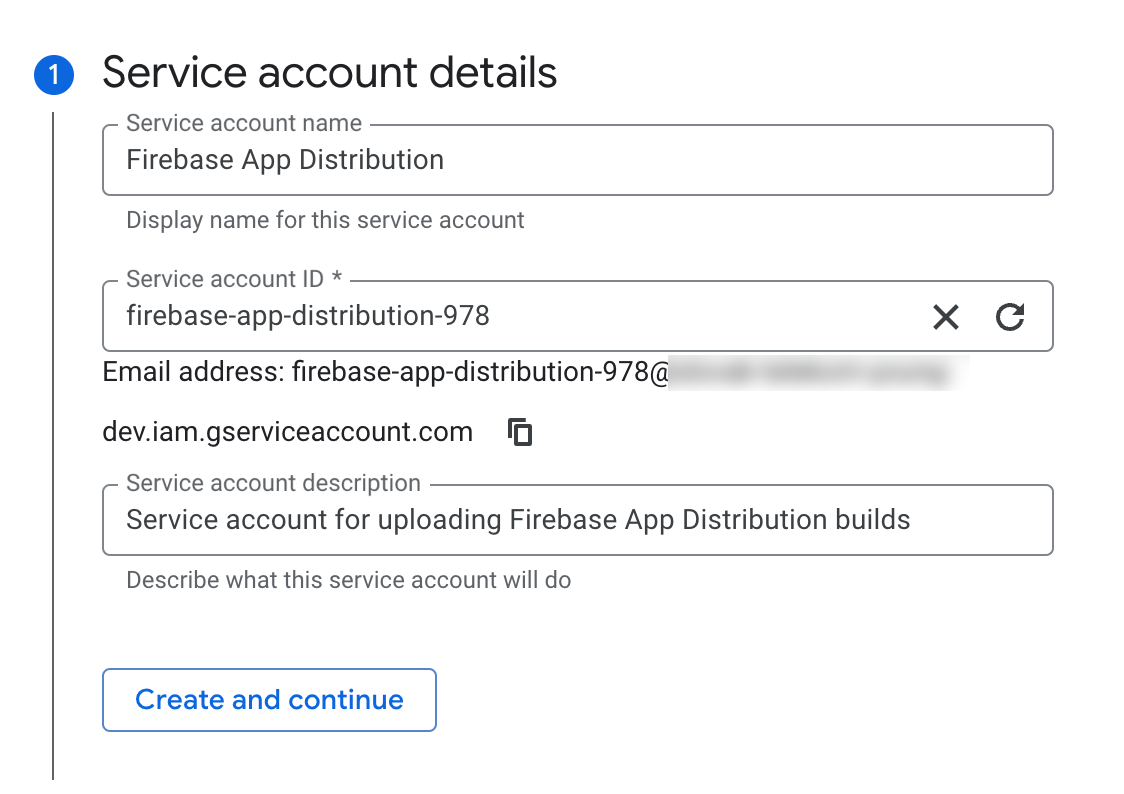 1
Service account details
Service account name
Firebase App Distribution
Display name for this service account
Service account ID *
firebase-app-distribution-978
Email address: firebase-app-distribution-978@
dev.iam.gserviceaccount.com
Service account description
Service account for uploading Firebase App Distribution builds
Describe what this service account will do
Create and continue